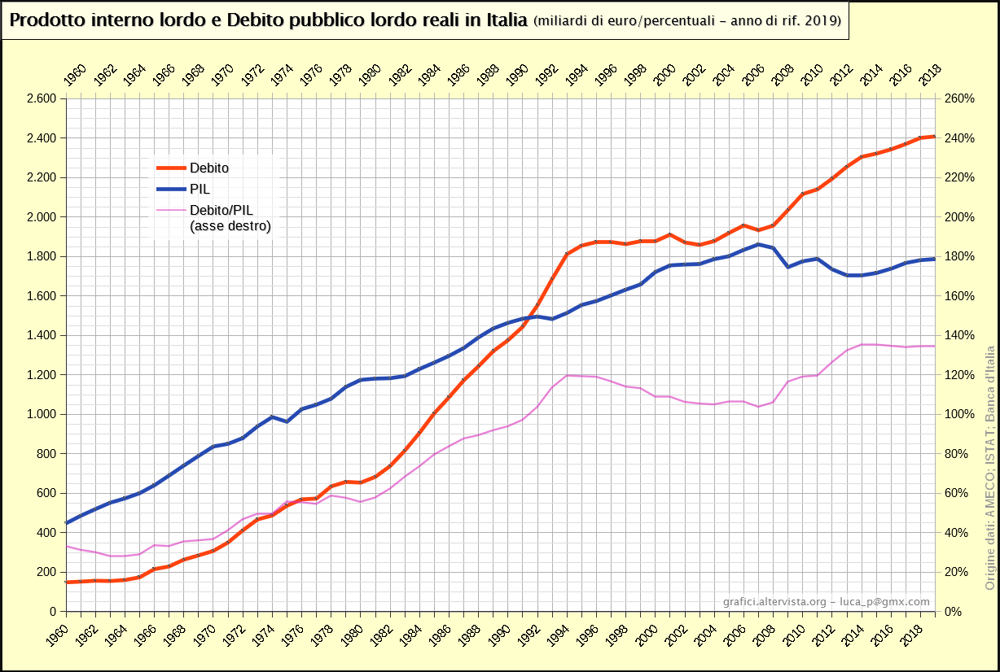 Prodotto interno lordo e Debito pubblico lordo reali in Italia (miliardi di euro/percentuali – anno di rif. 2019)
1960 1962 1964 1966 1968 1970 1972 1974 1976 1978 1980 1982 1984 1986 1988 1990 1992 1994 1996 1998 2000 2002 2004 2006 2008 2010 2012 2014 2016 2018
2.600 260%
2.400 240%
2.200 220%
2.000 200%
1.800 180%
1.600 160%
1.400 140%
1.200 120%
1.000 100%
800 80%
600 60%
400 40%
200 20%
0 0%
Debito
PIL
Debito/PIL
(asse destro)
grafici.altervista.org – luca_p@gmx.com
1960 1962 1964 1966 1968 1970 1972 1974 1976 1978 1980 1982 1984 1986 1988 1990 1992 1994 1996 1998 2000 2002 2004 2006 2008 2010 2012 2014 2016 2018
Origine dati: AMECO; ISTAT; Banca d'Italia